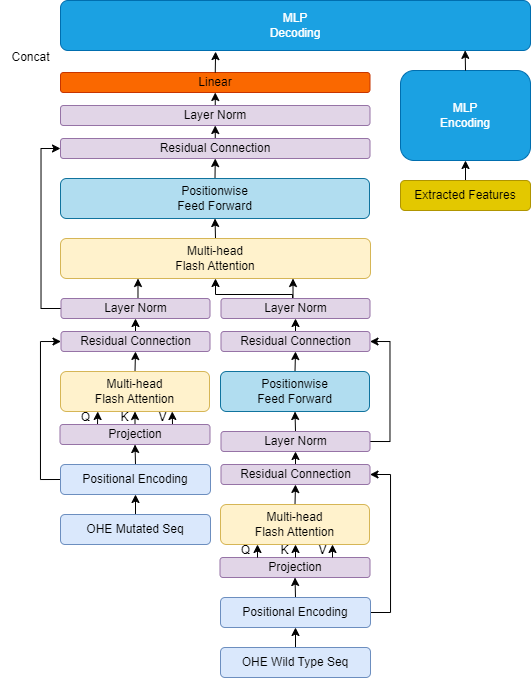 MLP
Decoding
Concat
Linear
Layer Norm
Residual Connection
Positionwise
Feed Forward
Multi-head
Flash Attention
MLP
Encoding
Extracted Features
Layer Norm
Residual Connection
Multi-head
Flash Attention
Q K V
Projection
Positional Encoding
OHE Mutated Seq
Layer Norm
Residual Connection
Positionwise
Feed Forward
Layer Norm
Residual Connection
Multi-head
Flash Attention
Q K V
Projection
Positional Encoding
OHE Wild Type Seq